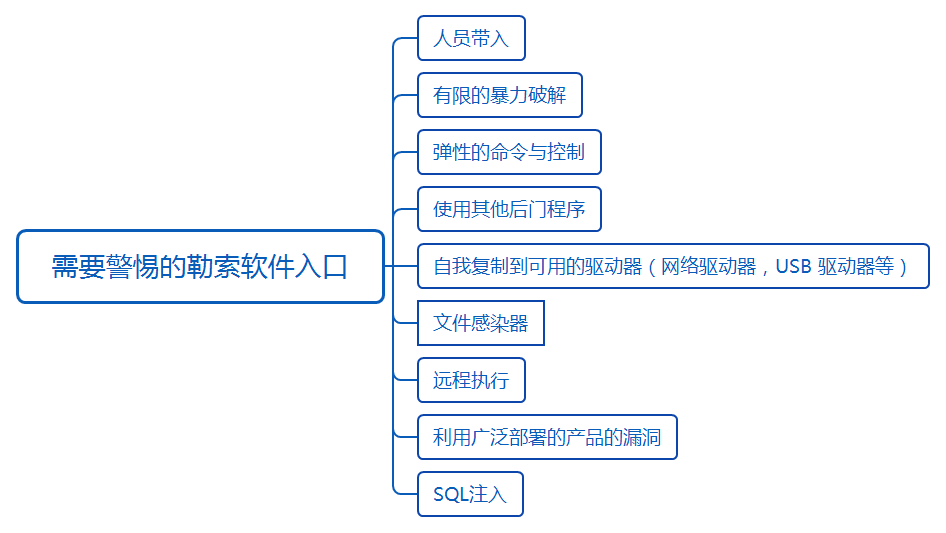 需要警惕的勒索软件入口
人员带入
有限的暴力破解
弹性的命令与控制
使用其他后门程序
自我复制到可用的驱动器（网络驱动器，USB 驱动器等）
文件感染器
远程执行
利用广泛部署的产品的漏洞
SQL注入